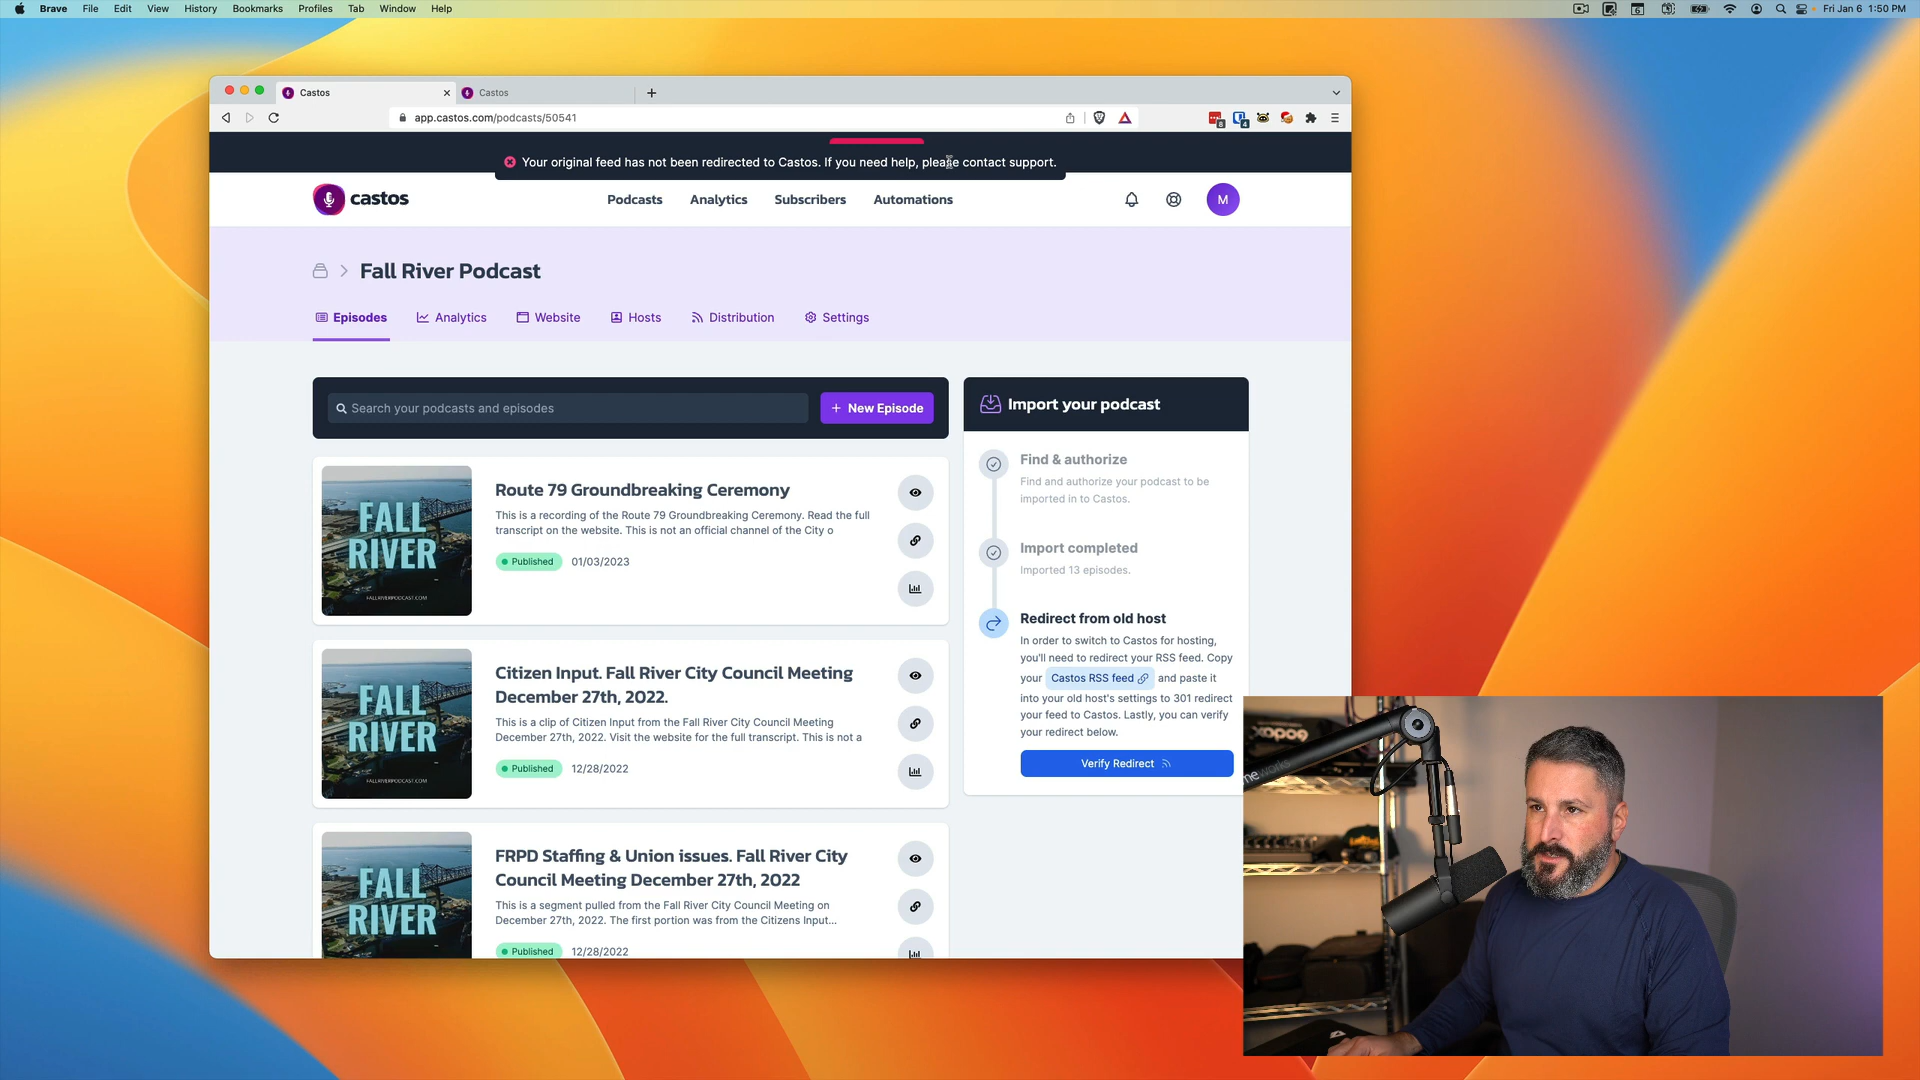 Brave File Edit View History Bookmarks Profiles Tab Window Help
Fri Jan 6 1:50 PM
Castos
Castos
app.castos.com/podcasts/50541
Your original feed has not been redirected to Castos. If you need help, please contact support.
castos
Podcasts Analytics Subscribers Automations
M
Fall River Podcast
Episodes Analytics Website Hosts Distribution Settings
Search your podcasts and episodes
+ New Episode
FALL
RIVER
FALLRIVERPODCAST.COM
Route 79 Groundbreaking Ceremony
This is a recording of the Route 79 Groundbreaking Ceremony. Read the full
transcript on the website. This is not an official channel of the City o
Published 01/03/2023
FALL
RIVER
FALLRIVERPODCAST.COM
Citizen Input. Fall River City Council Meeting
December 27th, 2022.
This is a clip of Citizen Input from the Fall River City Council Meeting
December 27th, 2022. Visit the website for the full transcript. This is not a
Published 12/28/2022
FALL
RIVER
FRPD Staffing & Union issues. Fall River City
Council Meeting December 27th, 2022
This is a segment pulled from the Fall River City Council Meeting on
December 27th, 2022. The first portion was from the Citizens Input...
Published 12/28/2022
Import your podcast
Find & authorize
Find and authorize your podcast to be
imported in to Castos.
Import completed
Imported 13 episodes.
Redirect from old host
In order to switch to Castos for hosting,
you'll need to redirect your RSS feed. Copy
your Castos RSS feed and paste it
into your old host's settings to 301 redirect
your feed to Castos. Lastly, you can verify
your redirect below.
Verify Redirect